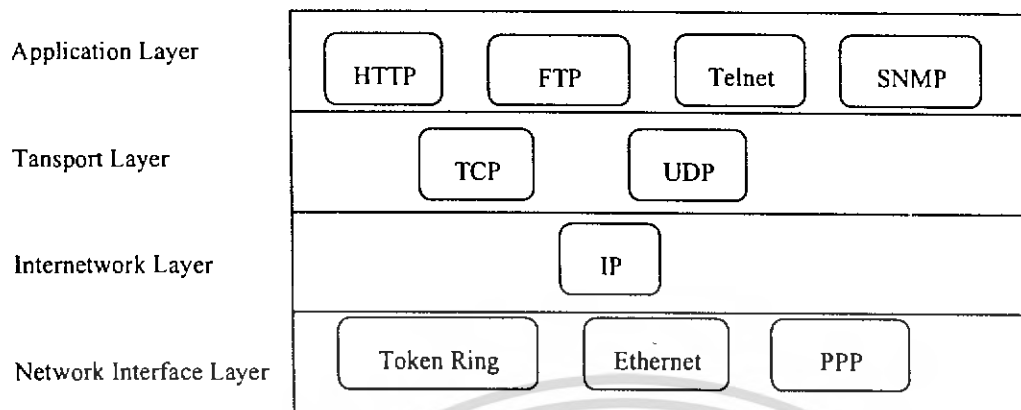 Application Layer
HTTP FTP Telnet SNMP
Tansport Layer
TCP UDP
Internetwork Layer
IP
Network Interface Layer
Token Ring Ethernet PPP